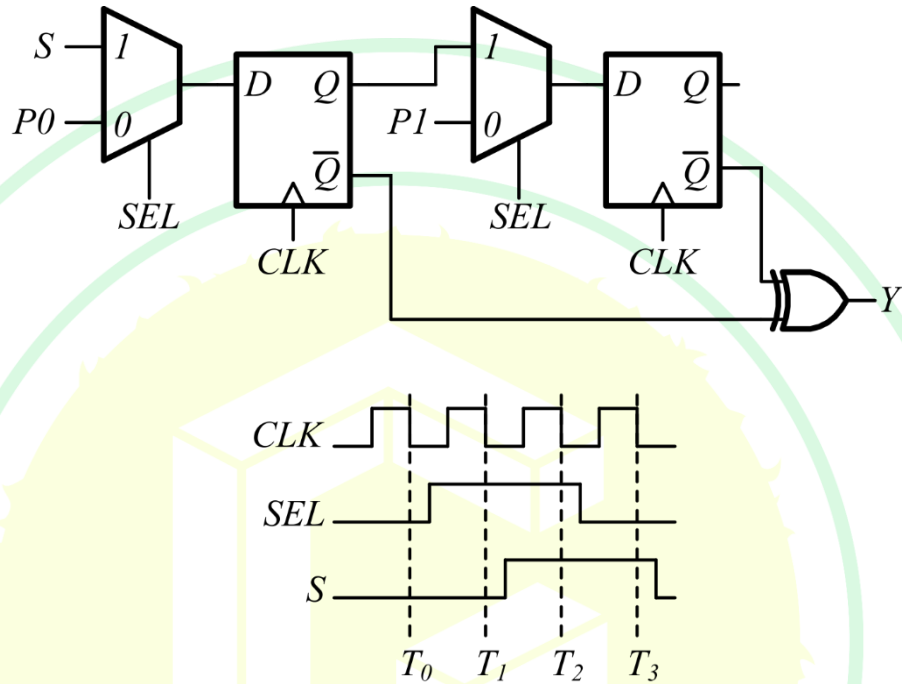 S 1 1
D Q D Q
P0 0 P1 0
Q̅ Q̅
SEL SEL
CLK CLK
Y
CLK
SEL
S
T₀ T₁ T₂ T₃